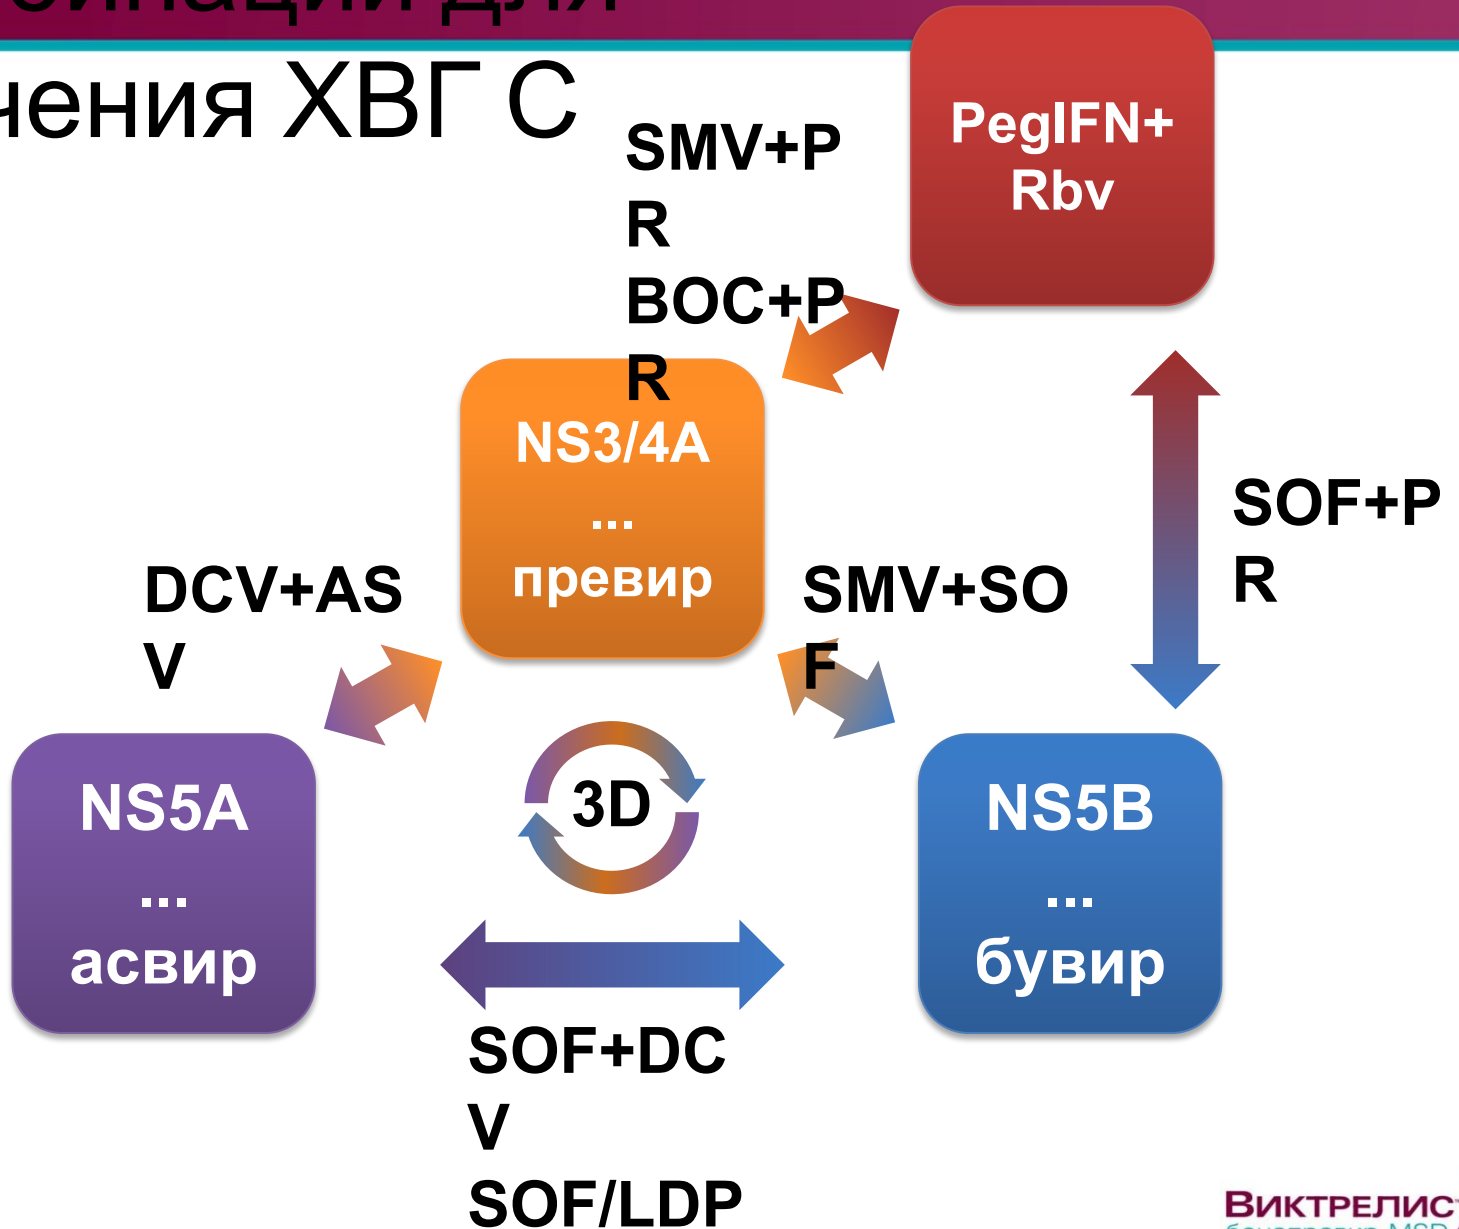 чения ХВГ С
PegIFN+
Rbv
SMV+P
R
BOC+P
R
NS3/4A
...
превир
SOF+P
R
DCV+AS
V
SMV+SO
F
NS5A
...
асвир
3D
NS5B
...
бувир
SOF+DC
V
SOF/LDP
ВИКТРЕЛИС